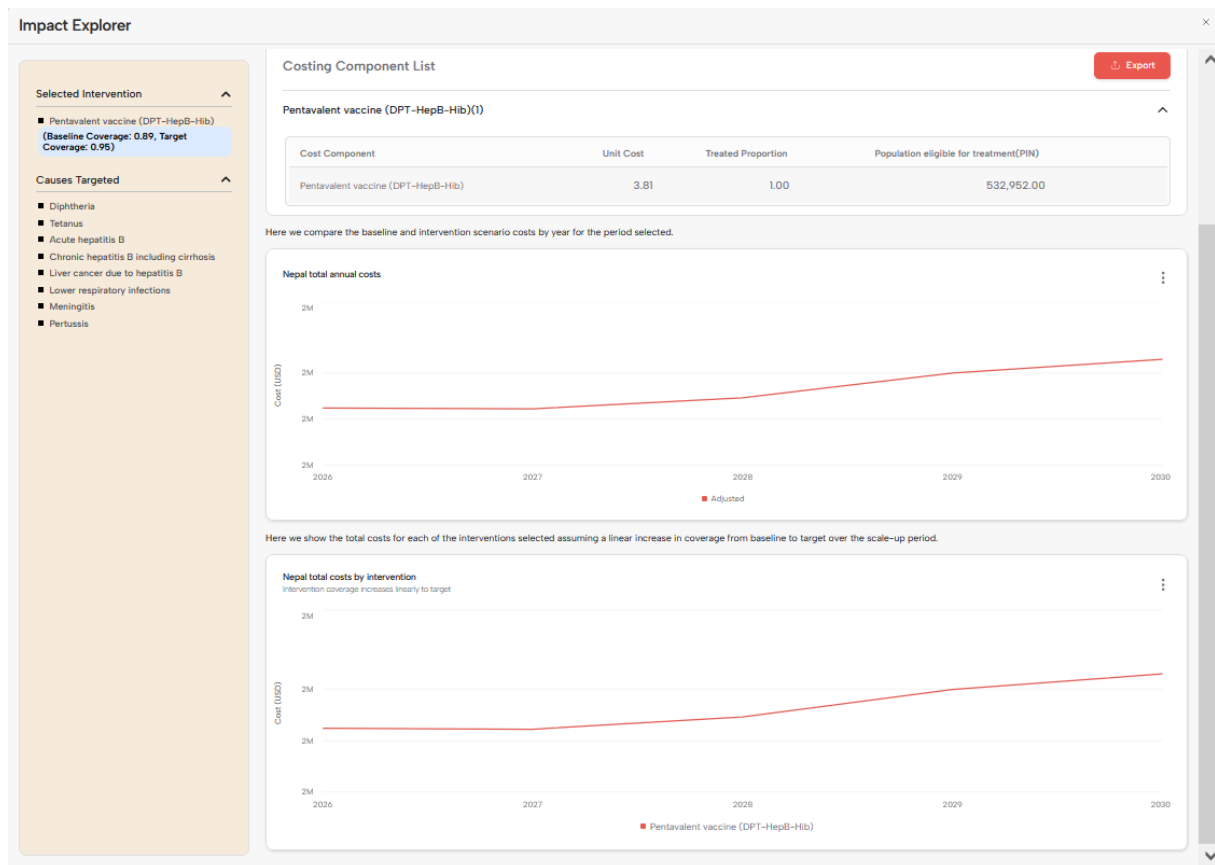 Impact Explorer
Selected Intervention
Pentavalent vaccine (DPT-HepB-Hib)
(Baseline Coverage: 0.89, Target
Coverage: 0.95)
Causes Targeted
Diphtheria
Tetanus
Acute hepatitis B
Chronic hepatitis B including cirrhosis
Liver cancer due to hepatitis B
Lower respiratory infections
Meningitis
Pertussis
Costing Component List
Export
Pentavalent vaccine (DPT-HepB-Hib)(1)
Cost Component Unit Cost Treated Proportion Population eligible for treatment(PIN)
Pentavalent vaccine (DPT-HepB-Hib) 3.81 1.00 532,952.00
Here we compare the baseline and intervention scenario costs by year for the period selected.
Nepal total annual costs
2M
2M
2M
2M
Cost (USD)
2026 2027 2028 2029 2030
Adjusted
Here we show the total costs for each of the interventions selected assuming a linear increase in coverage from baseline to target over the scale-up period.
Nepal total costs by intervention
Intervention coverage increases linearly to target
2M
2M
2M
2M
Cost (USD)
2026 2027 2028 2029 2030
Pentavalent vaccine (DPT-HepB-Hib)